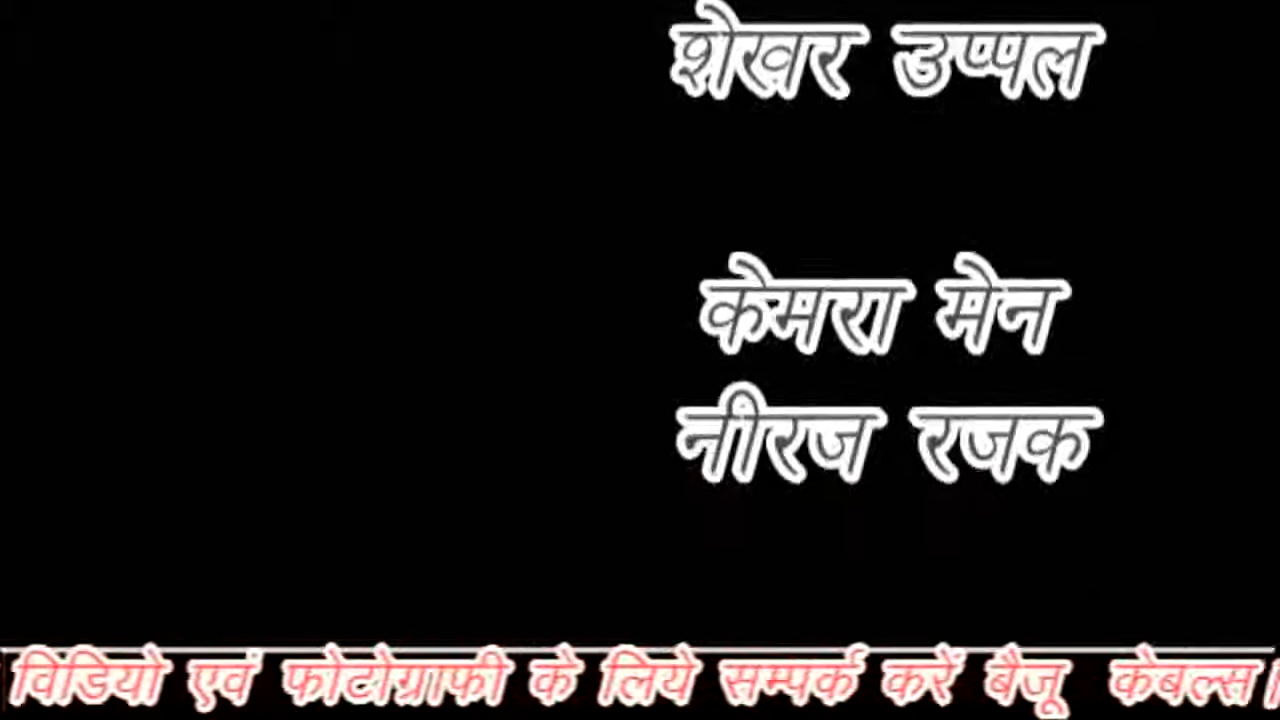 शेखर उप्पल
केमरा मेन
नीरज रजक
विडियो एवं फोटोग्राफी के लिये सम्पर्क करें बैजू केबल्स।